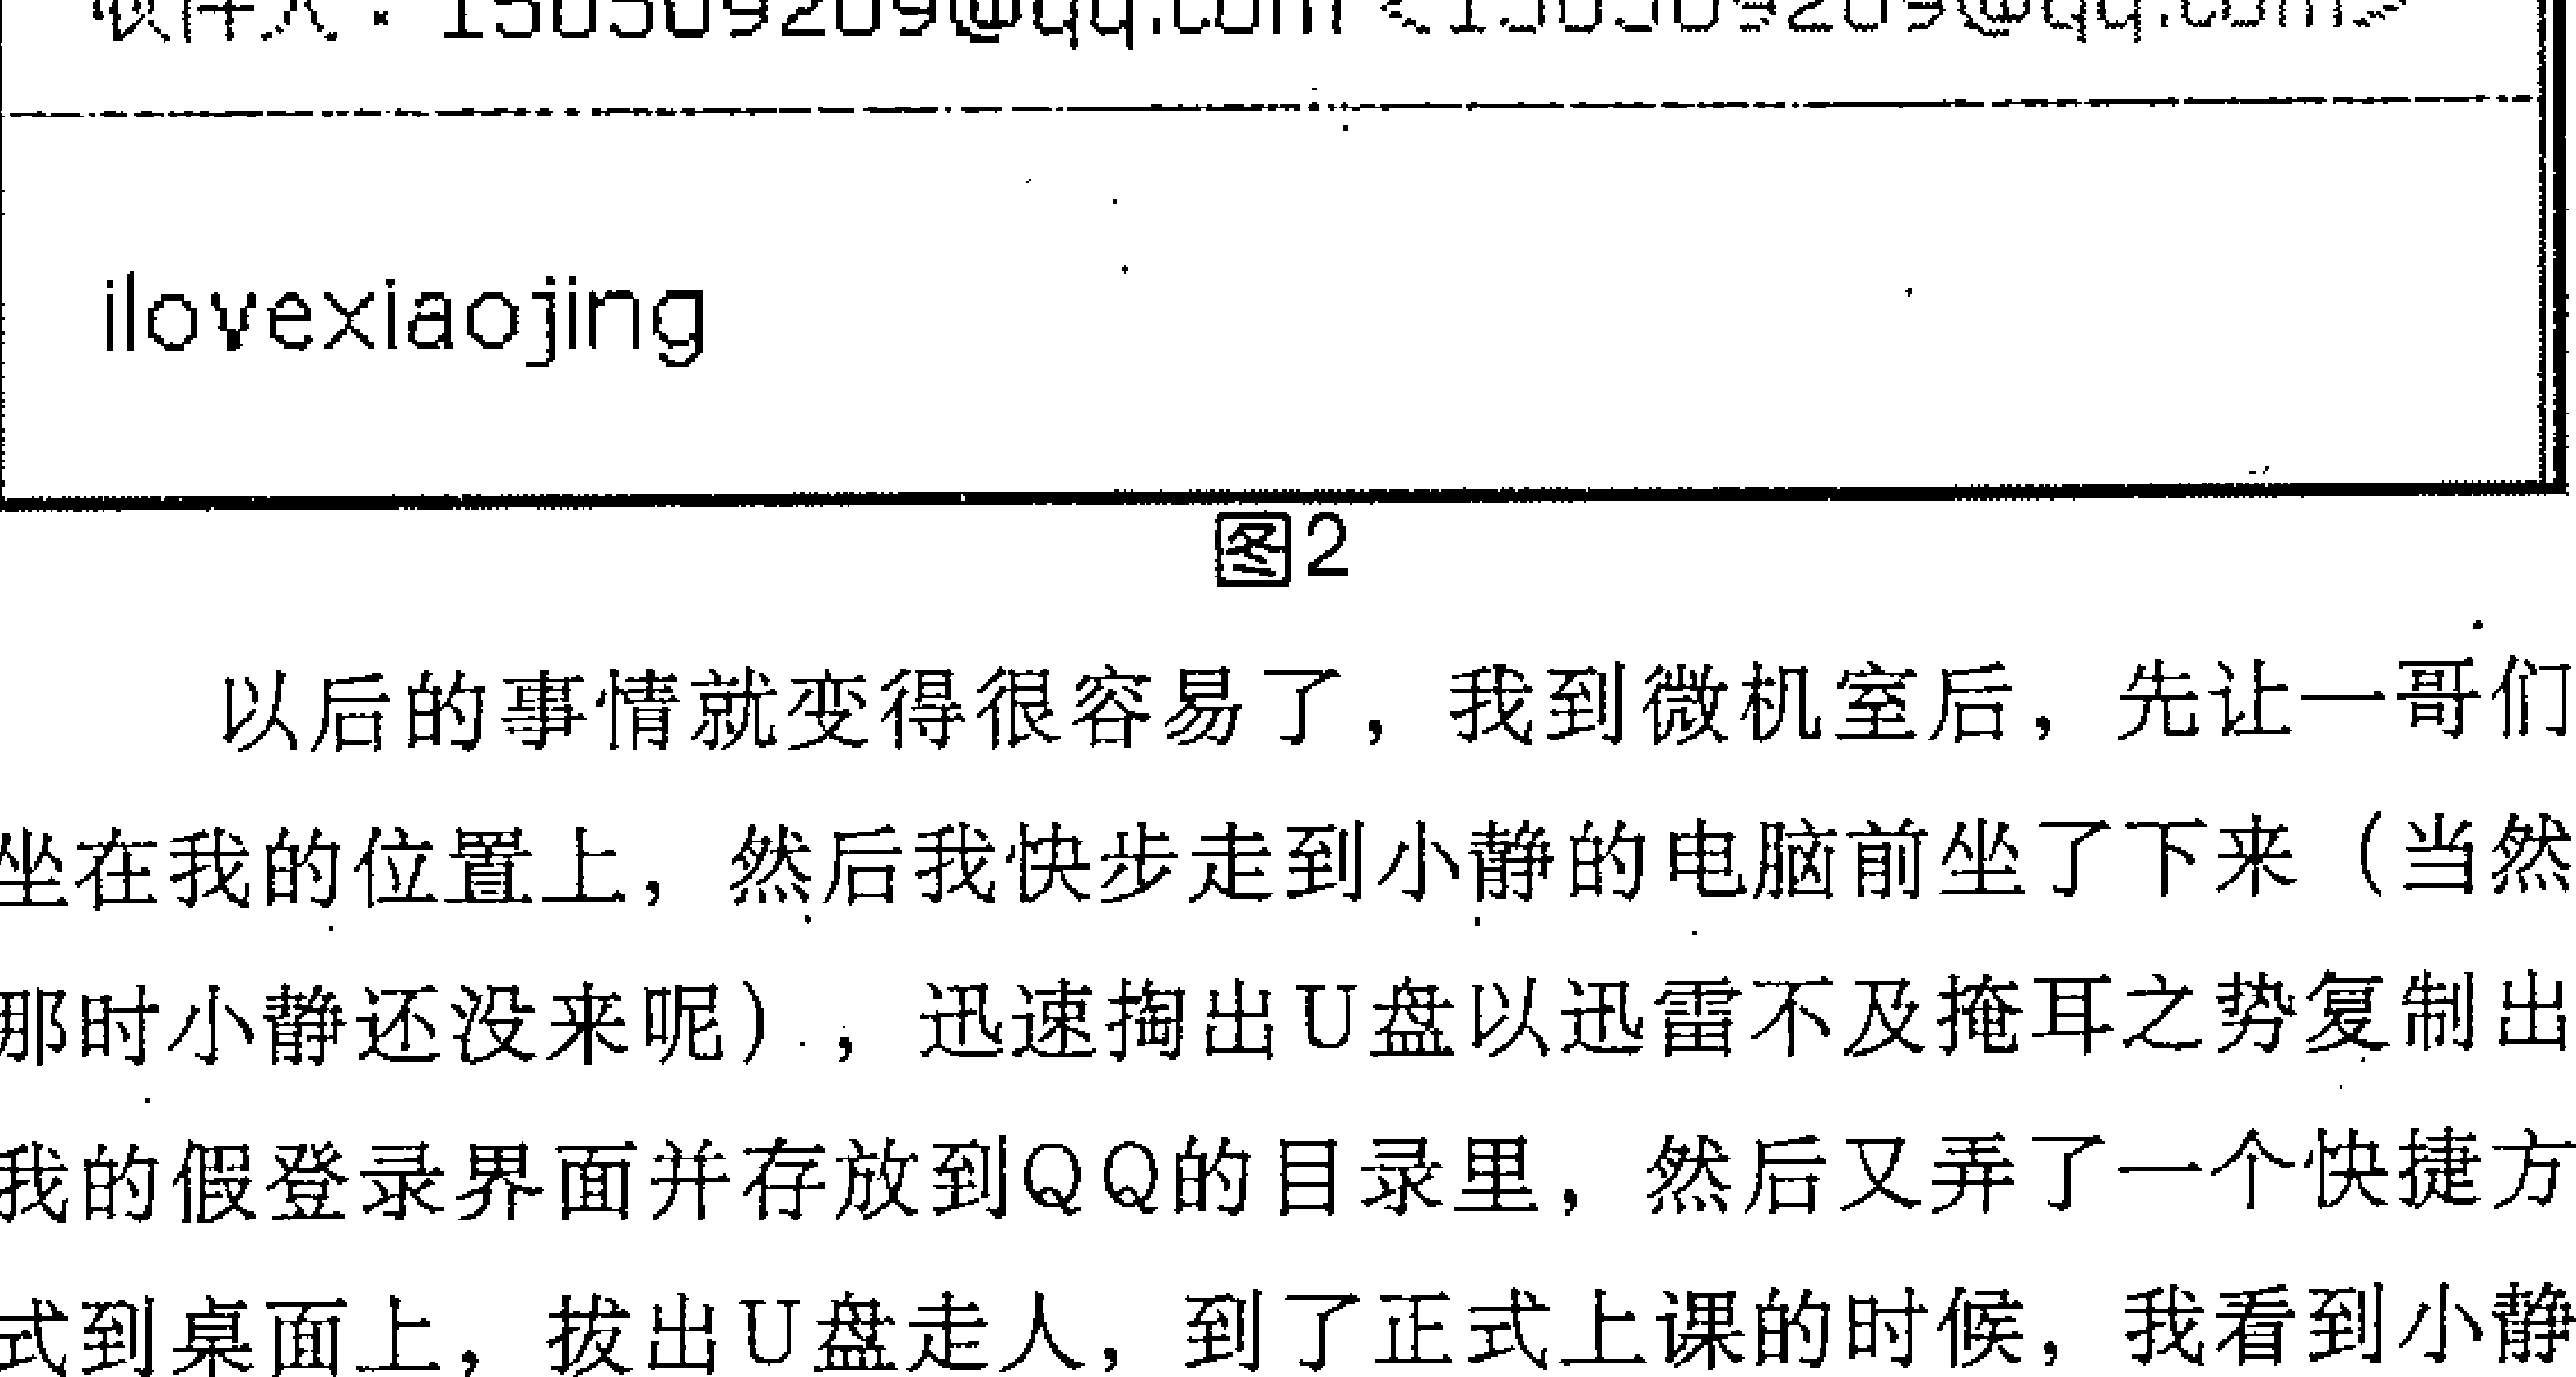 ilovexiaojing
图2
以后的事情就变得很容易了，我到微机室后，先让一哥们
坐在我的位置上，然后我快步走到小静的电脑前坐了下来（当然
那时小静还没来呢），迅速掏出U盘以迅雷不及掩耳之势复制出
我的假登录界面并存放到QQ的目录里，然后又弄了一个快捷方
式到桌面上，拔出U盘走人，到了正式上课的时候，我看到小静